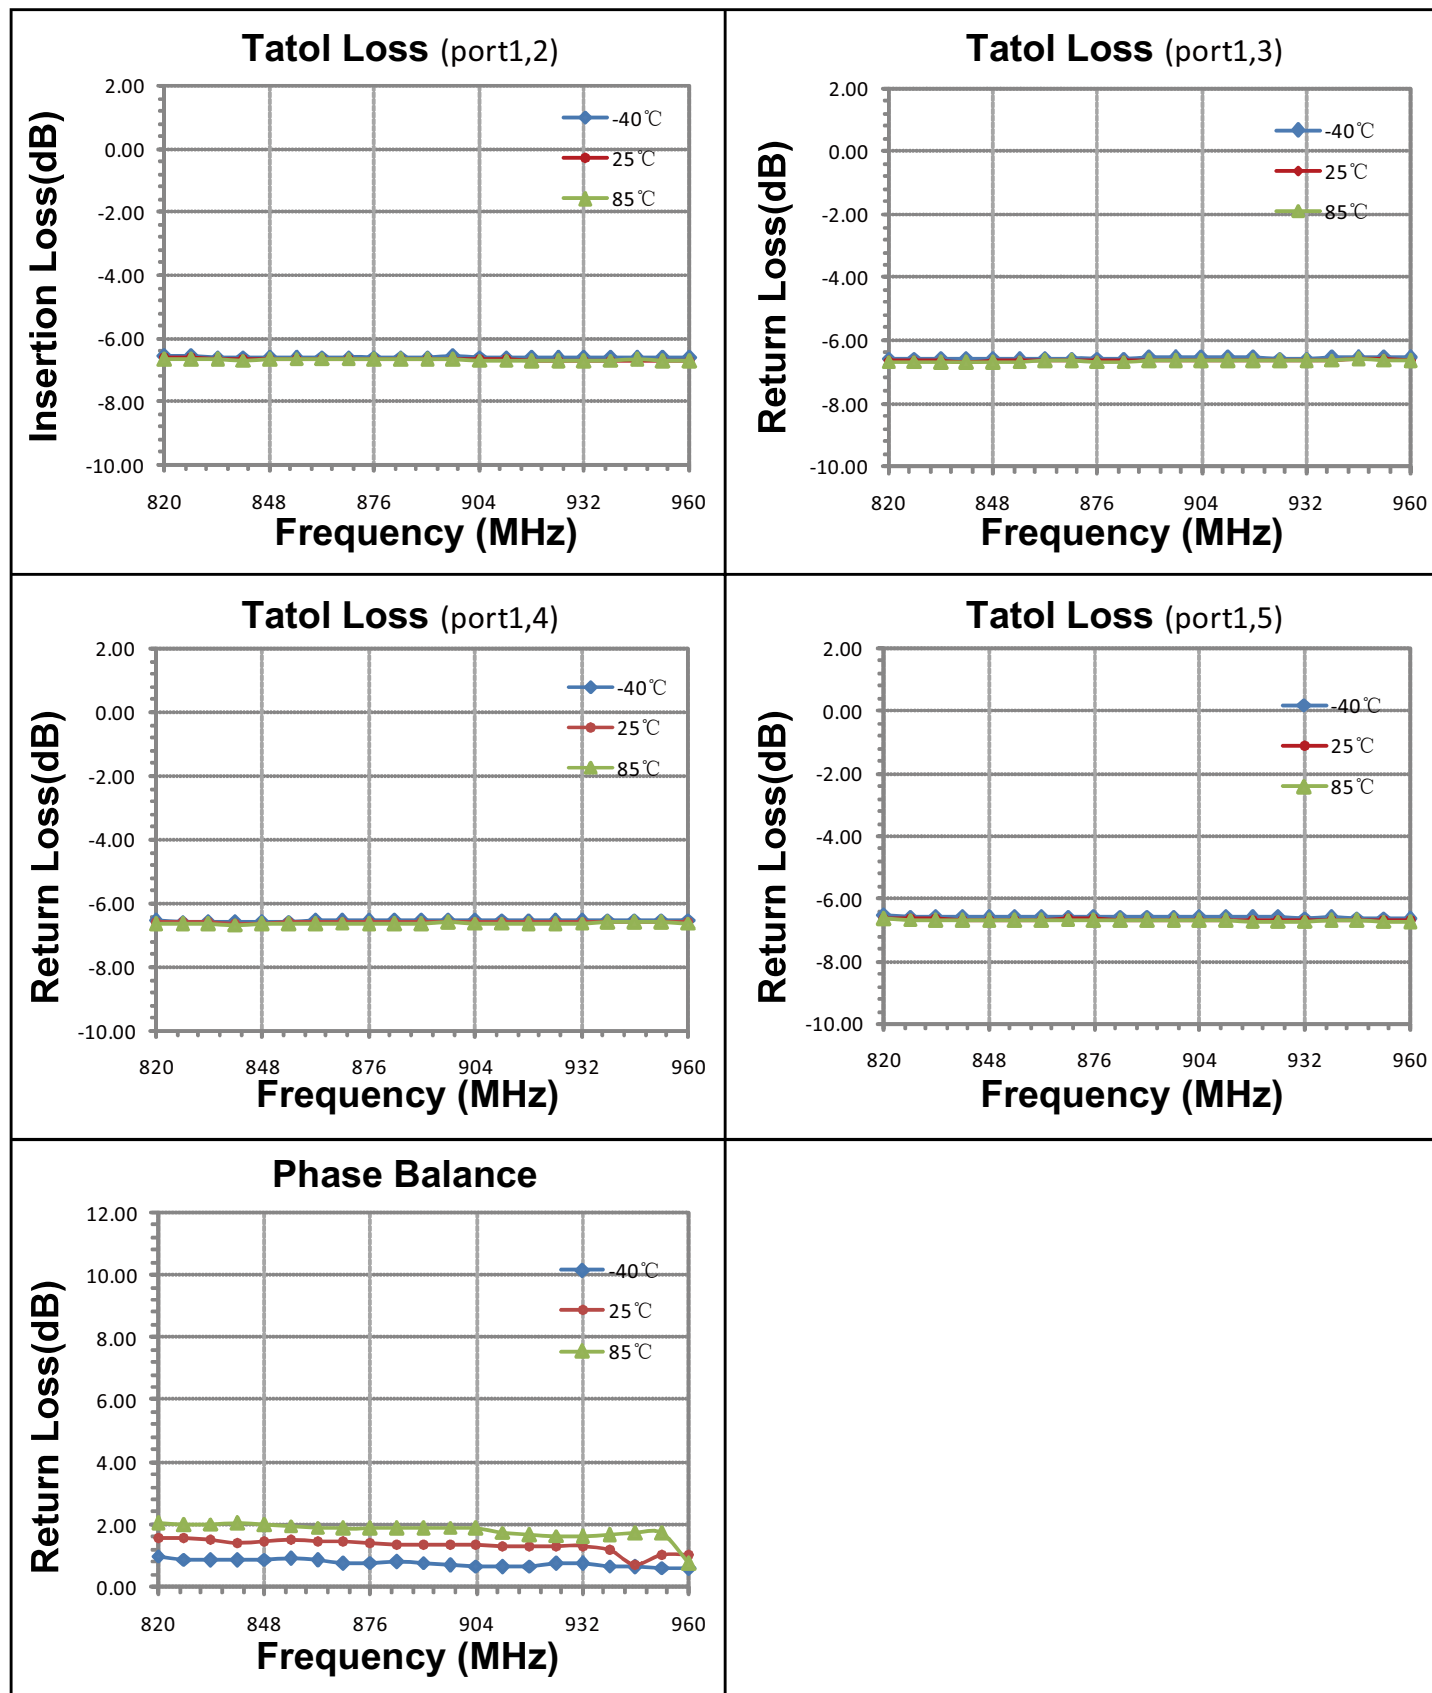 Tatol Loss (port1,2)
Insertion Loss(dB)
2.00
0.00
-2.00
-4.00
-6.00
-8.00
-10.00
-40℃
25℃
85℃
820 848 876 904 932 960
Frequency (MHz)
Tatol Loss (port1,3)
Return Loss(dB)
2.00
0.00
-2.00
-4.00
-6.00
-8.00
-10.00
-40℃
25℃
85℃
820 848 876 904 932 960
Frequency (MHz)
Tatol Loss (port1,4)
Return Loss(dB)
2.00
0.00
-2.00
-4.00
-6.00
-8.00
-10.00
-40℃
25℃
85℃
820 848 876 904 932 960
Frequency (MHz)
Tatol Loss (port1,5)
Return Loss(dB)
2.00
0.00
-2.00
-4.00
-6.00
-8.00
-10.00
-40℃
25℃
85℃
820 848 876 904 932 960
Frequency (MHz)
Phase Balance
Return Loss(dB)
12.00
10.00
8.00
6.00
4.00
2.00
0.00
-40℃
25℃
85℃
820 848 876 904 932 960
Frequency (MHz)